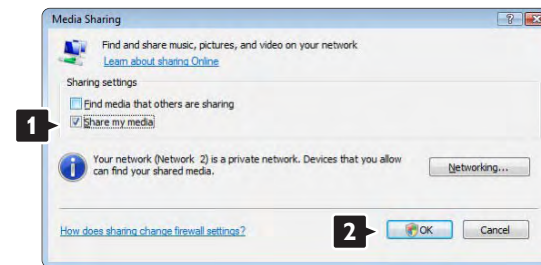 Media Sharing
Find and share music, pictures, and video on your network
Learn about sharing Online
Sharing settings
Find media that others are sharing
1
Share my media
Your network (Network 2) is a private network. Devices that you allow
can find your shared media.
Networking...
How does sharing change firewall settings?
2
OK
Cancel